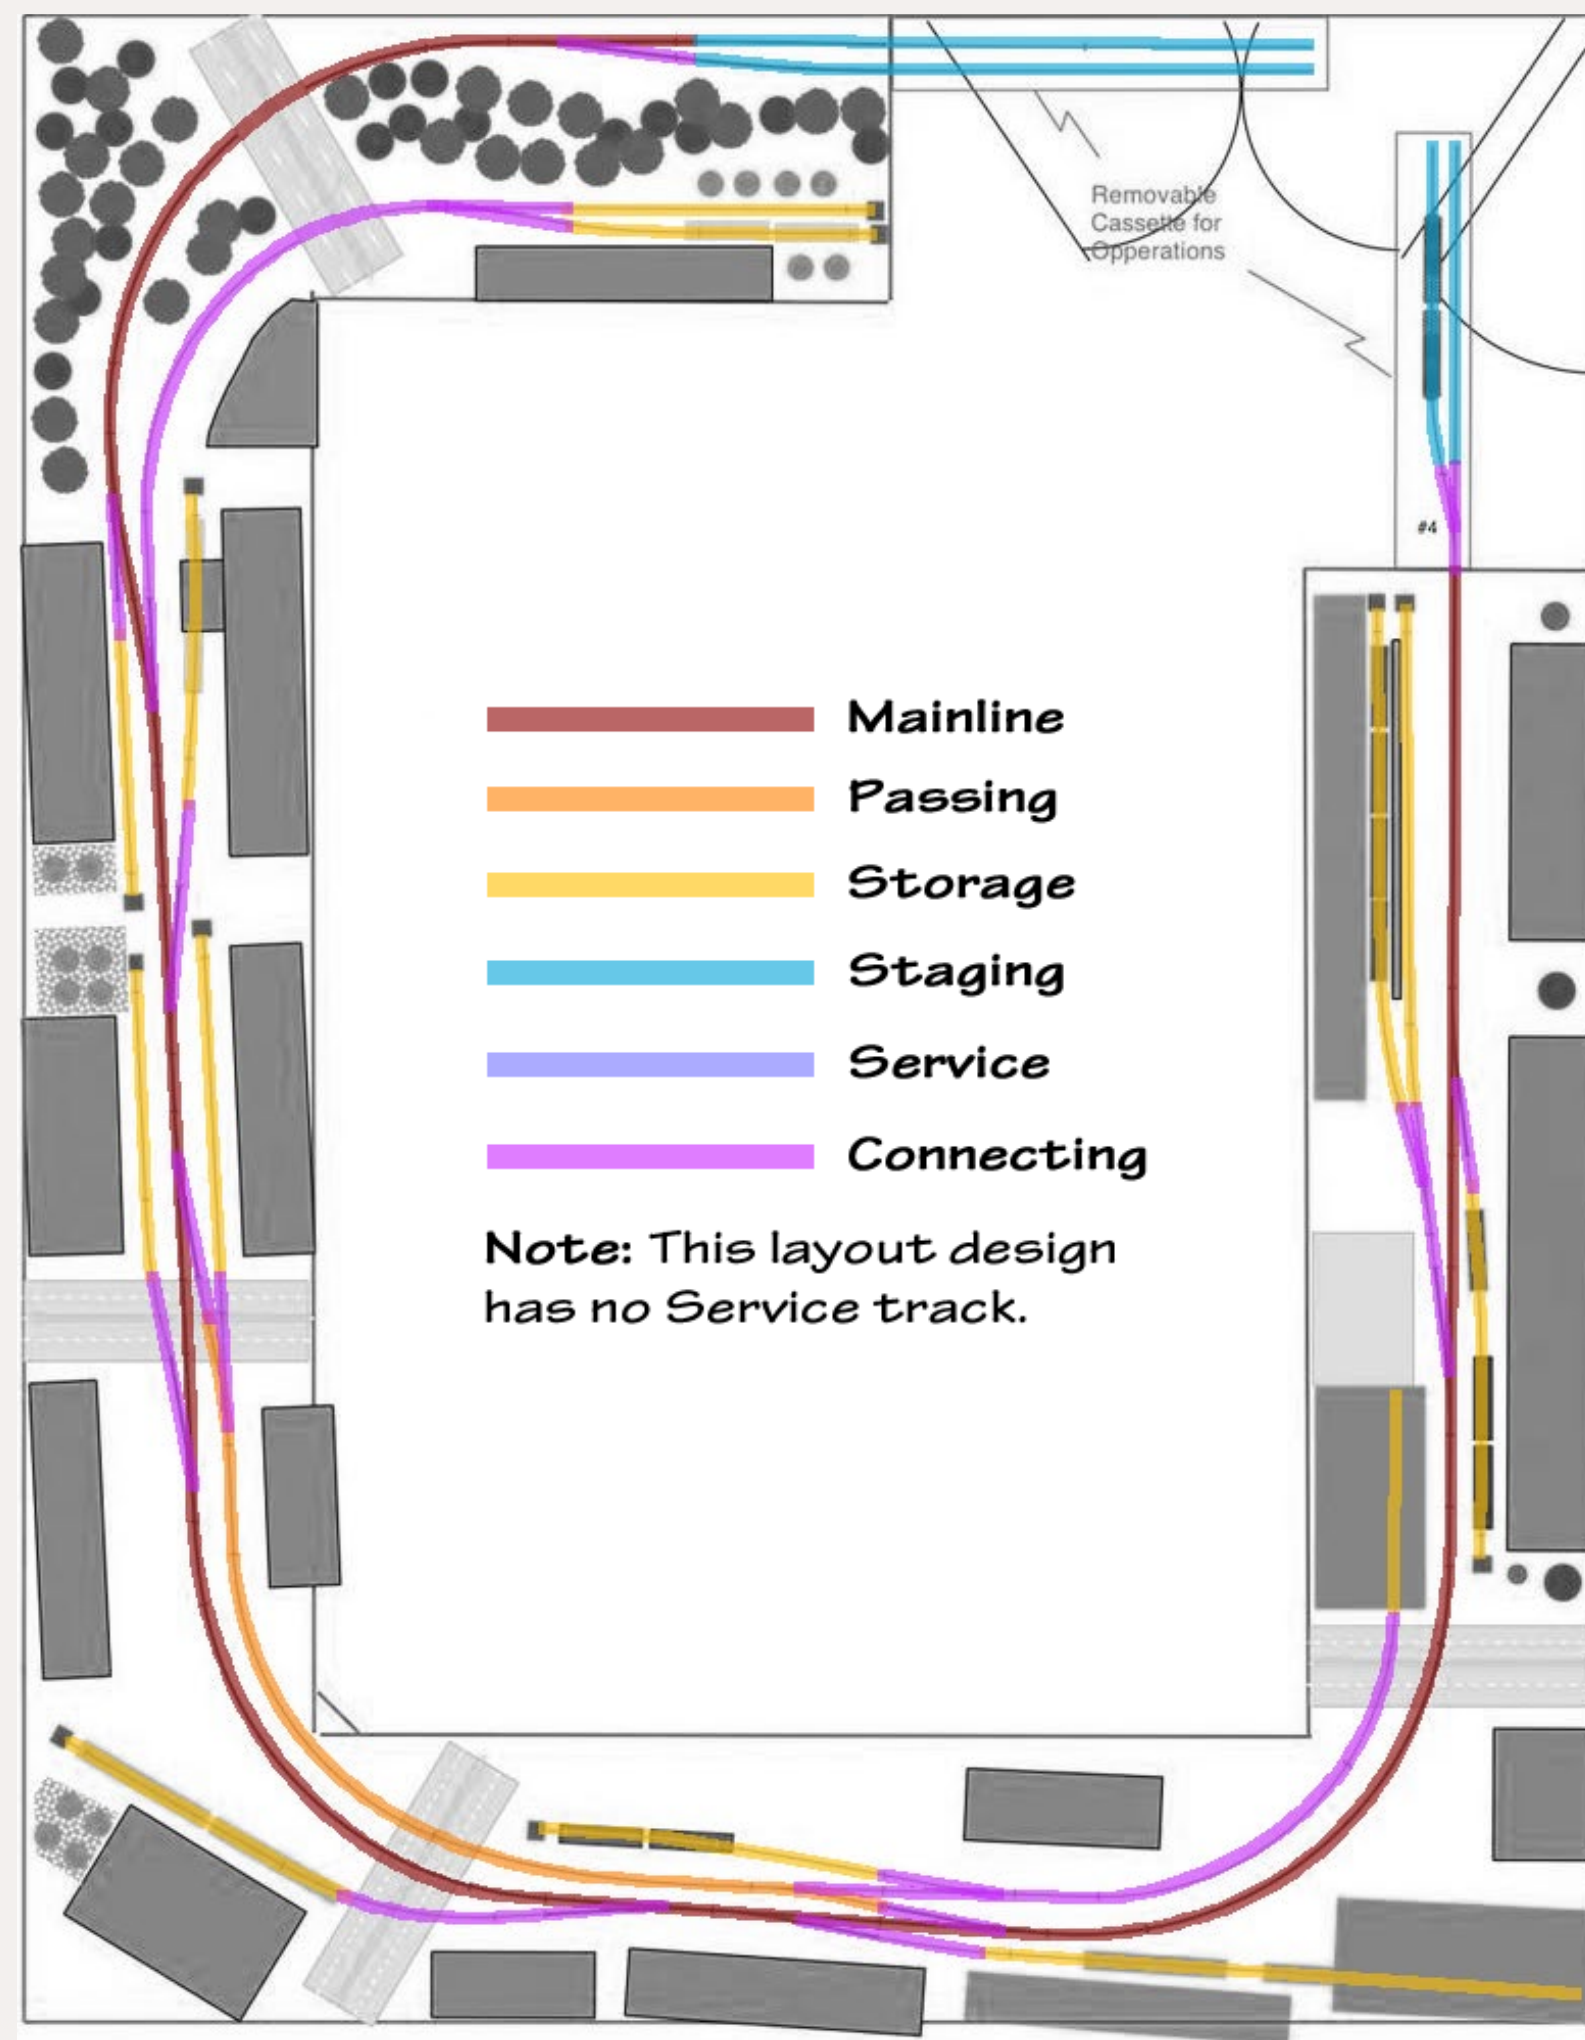 Removable
Cassette for
Opperations
#4
Mainline
Passing
Storage
Staging
Service
Connecting
Note: This layout design
has no Service track.